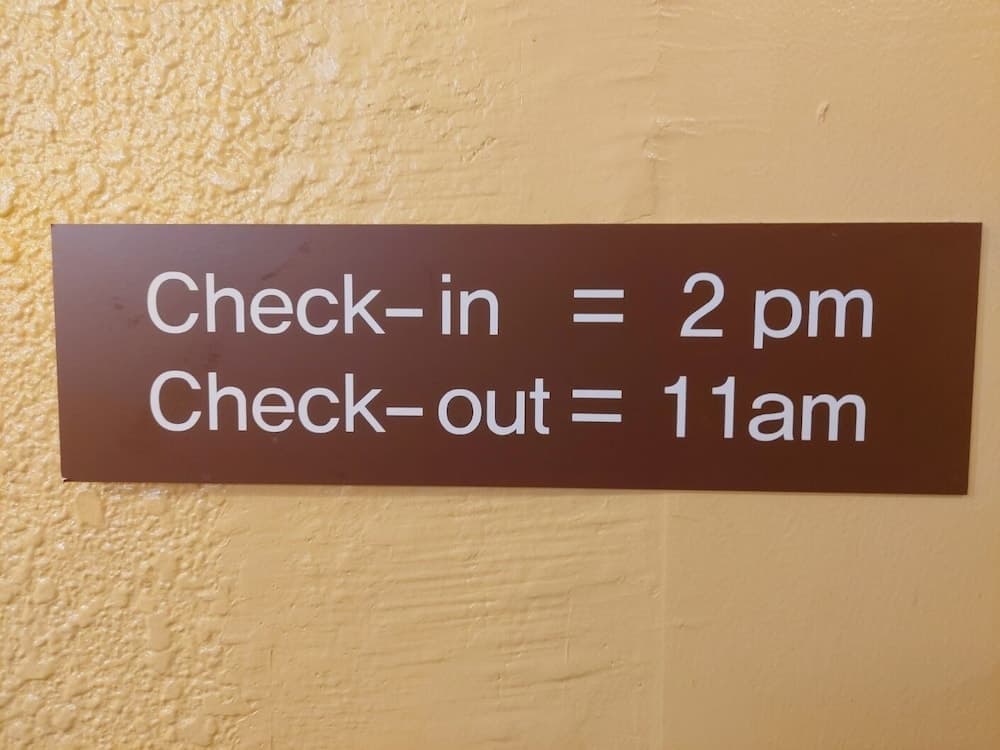 Check-in = 2 pm
Check-out = 11am